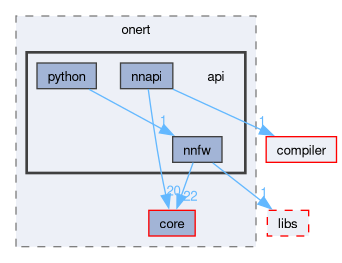 onert
python
nnapi
api
1
1
nnfw
compiler
20
22
1
core
libs